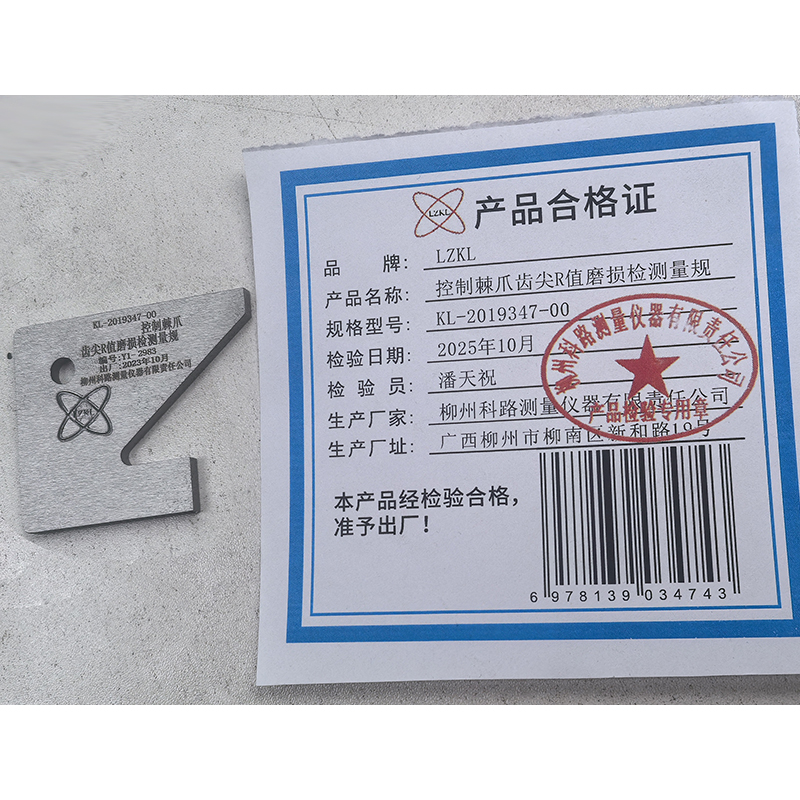 KL-2019347-00
控制棘爪
齿尖R值磨损检测量规
编号:Y1- 2983
出厂:2023年10月
柳州科路测量仪器有限责任公司
LZKL
3
LZKL
产品合格证
品 牌: LZKL
产品名称: 控制棘爪齿尖R值磨损检测量规
规格型号: KL-2019347-00
检验日期: 2025年10月
检 验 员: 潘天祝
生产厂家: 柳州科路测量仪器有限责任公司
生产厂址: 广西柳州市柳南区新和路19号
柳州科路测量仪器有限责任公司
产品检验专用章
本产品经检验合格，
准予出厂！
6 978139 034743